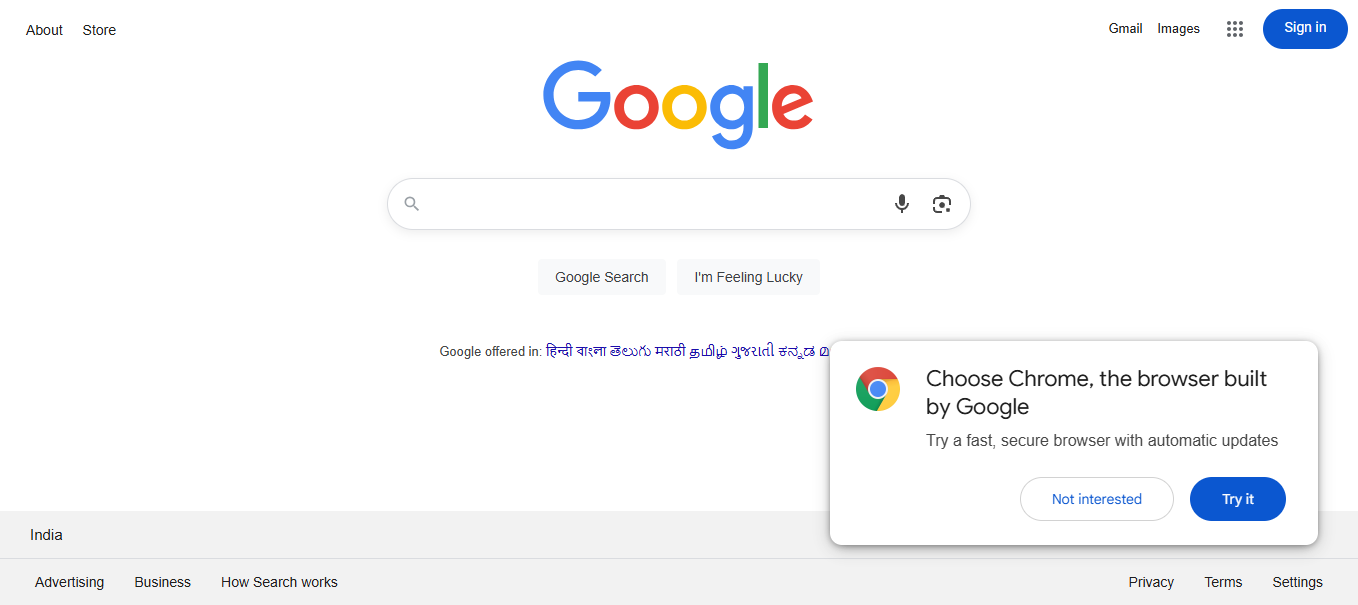 About Store
Gmail Images
Sign in
Google
Google Search
I'm Feeling Lucky
Google offered in: हिन्दी বাংলা తెలుగు मराठी தமிழ் ગુજરાતી ಕನ್ನಡ
Choose Chrome, the browser built
by Google
Try a fast, secure browser with automatic updates
Not interested
Try it
India
Advertising Business How Search works
Privacy Terms Settings